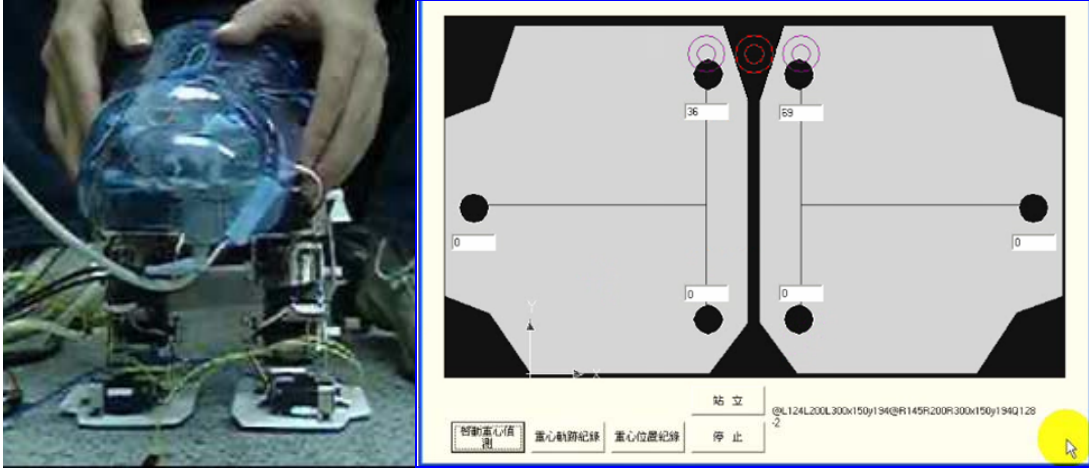 36
69
0
0
0
0
Y
X
站 立
@L124L200L300x150y194@R145R200R300x150y194Q128
-2
啟動重心偵
測
重心軌跡紀錄
重心位置紀錄
停 止